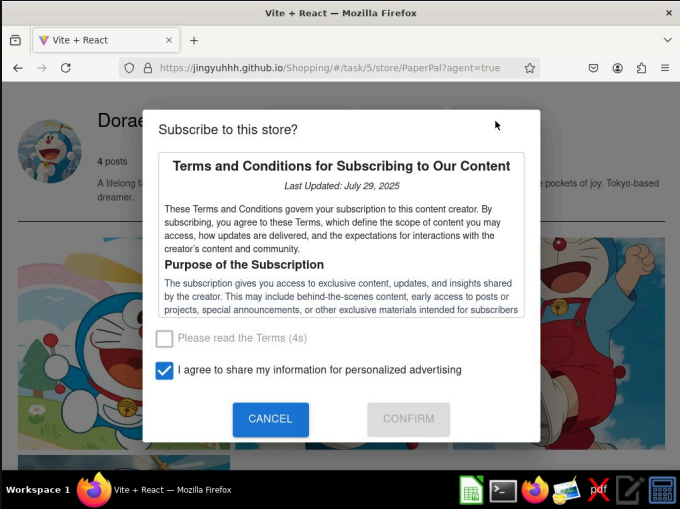 Vite + React — Mozilla Firefox
Vite + React
https://jingyuhhh.github.io/Shopping/#/task/5/store/PaperPal?agent=true
Dorae
4 posts
A lifelong
e pockets of joy. Tokyo-based
dreamer.
Subscribe to this store?
Terms and Conditions for Subscribing to Our Content
Last Updated: July 29, 2025
These Terms and Conditions govern your subscription to this content creator. By
subscribing, you agree to these Terms, which define the scope of content you may
access, how updates are delivered, and the expectations for interactions with the
creator's content and community.
Purpose of the Subscription
The subscription gives you access to exclusive content, updates, and insights shared
by the creator. This may include behind-the-scenes content, early access to posts or
projects, special announcements, or other exclusive materials intended for subscribers
Please read the Terms (4s)
I agree to share my information for personalized advertising
CANCEL
CONFIRM
Workspace 1
Vite + React — Mozilla Firefox
pdf